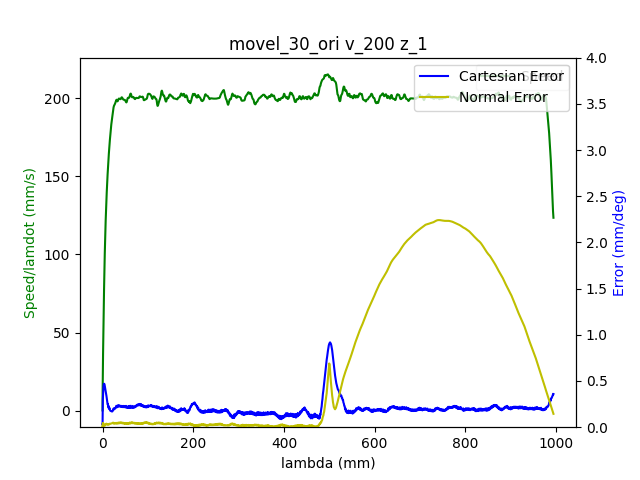 movel_30_ori v_200 z_1
Cartesian Error
Normal Error
Speed/lamdot (mm/s)
200
150
100
50
0
4.0
3.5
3.0
2.5
2.0
1.5
1.0
0.5
0.0
Error (mm/deg)
0 200 400 600 800 1000
lambda (mm)